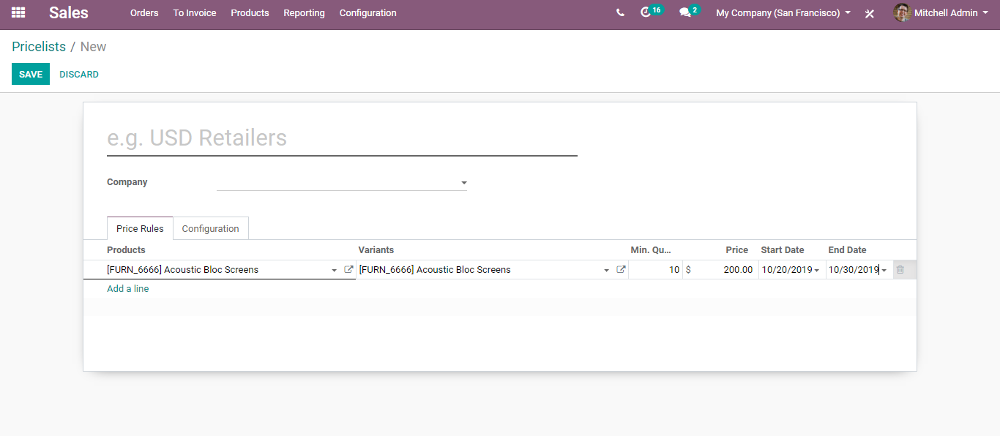 Sales Orders To Invoice Products Reporting Configuration 16 2 My Company (San Francisco) Mitchell Admin
Pricelists / New
SAVE DISCARD
e.g. USD Retailers
Company
Price Rules Configuration
Products Variants Min. Qu... Price Start Date End Date
[FURN_6666] Acoustic Bloc Screens [FURN_6666] Acoustic Bloc Screens 10 $ 200.00 10/20/2019 10/30/2019
Add a line